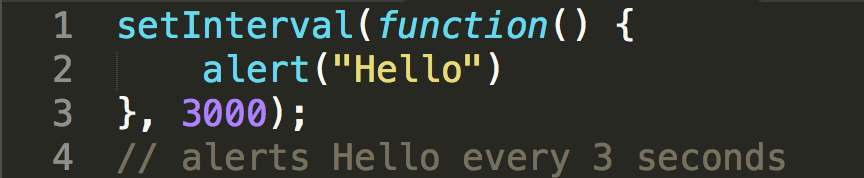 1 setInterval(function() {
2     alert("Hello")
3 }, 3000);
4 // alerts Hello every 3 seconds